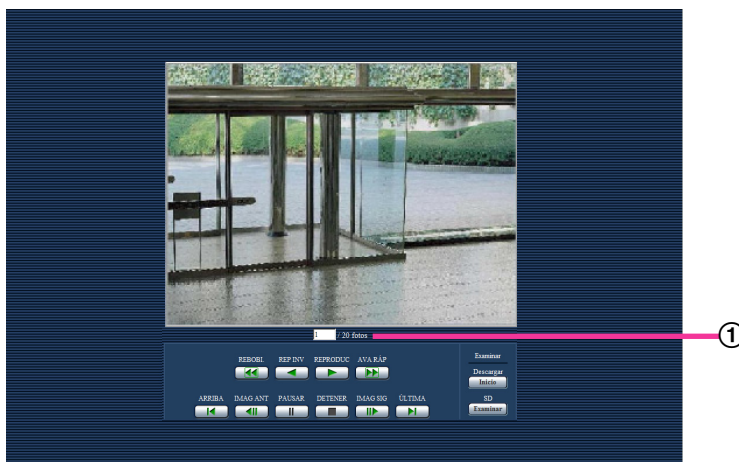 1 / 20 fotos
①
REBOBI. REP INV REPRODUC AVA RÁP
Examinar
Descargar
Inicio
ARRIBA IMAG ANT PAUSAR DETENER IMAG SIG ÚLTIMA
SD
Examinar